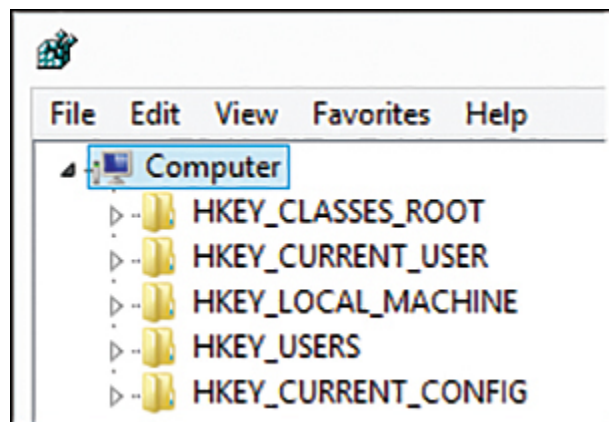 File Edit View Favorites Help
Computer
HKEY_CLASSES_ROOT
HKEY_CURRENT_USER
HKEY_LOCAL_MACHINE
HKEY_USERS
HKEY_CURRENT_CONFIG